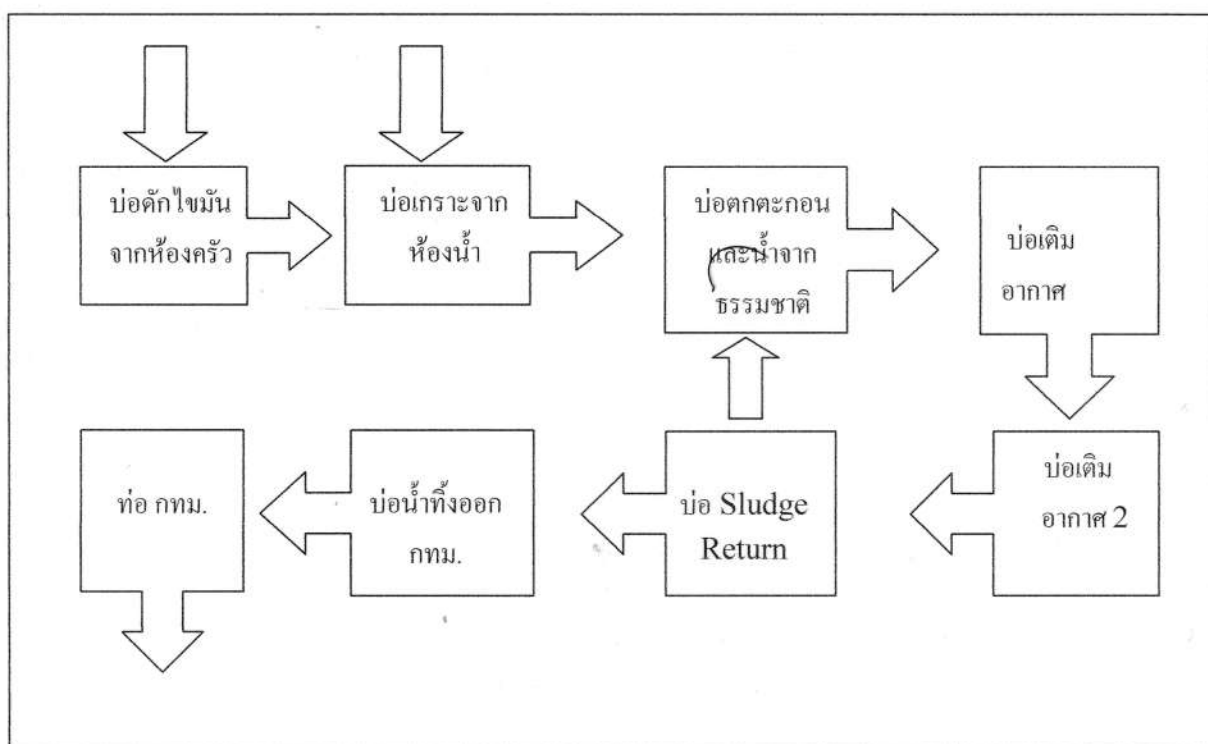 บ่อดักไขมัน
จากห้องครัว
บ่อเกราะจาก
ห้องน้ำ
บ่อตกตะกอน
และน้ำจาก
ธรรมชาติ
บ่อเติม
อากาศ
บ่อเติม
อากาศ 2
บ่อ Sludge
Return
บ่อน้ำทิ้งออก
กทม.
ท่อ กทม.